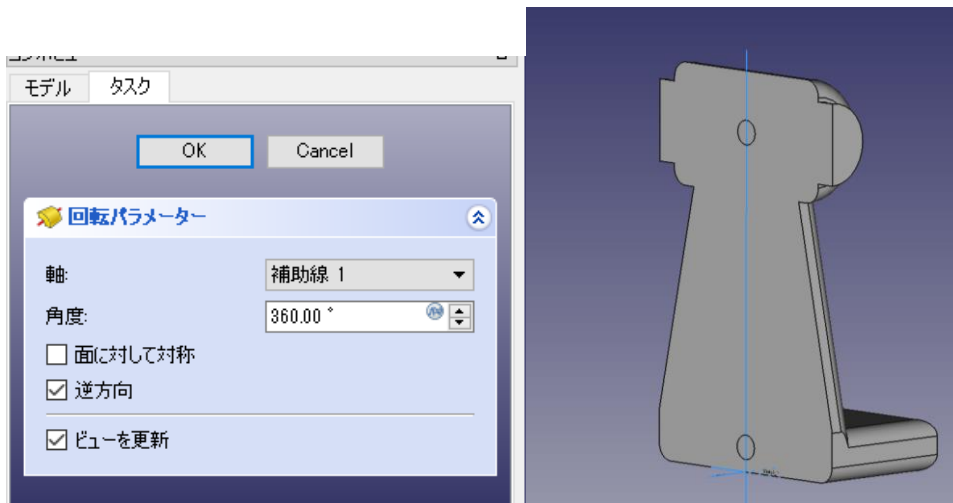 モデル
タスク
OK
Cancel
回転パラメーター
軸:
補助線 1
角度:
360.00 °
面に対して対称
逆方向
ビューを更新